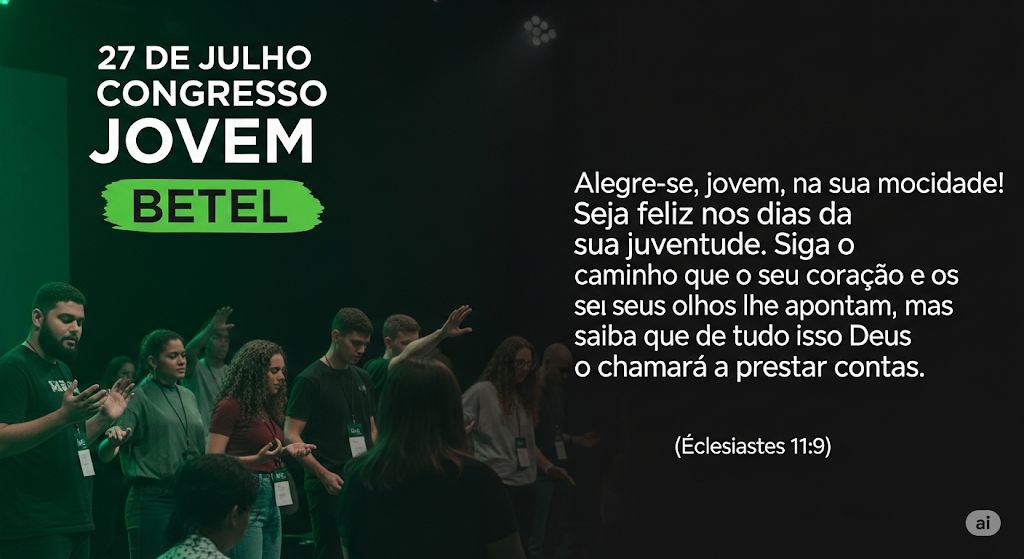 27 DE JULHO
CONGRESSO
JOVEM
BETEL
Alegre-se, jovem, na sua mocidade!
Seja feliz nos dias da
sua juventude. Siga o
caminho que o seu coração e os
seı seus olhos lhe apontam, mas
saiba que de tudo isso Deus
o chamará a prestar contas.
(Éclesiastes 11:9)
ai